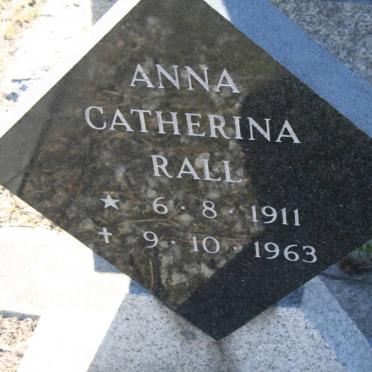 ANNA
CATHERINA
RALL
★ 6 · 8 · 1911
✝ 9 · 10 · 1963